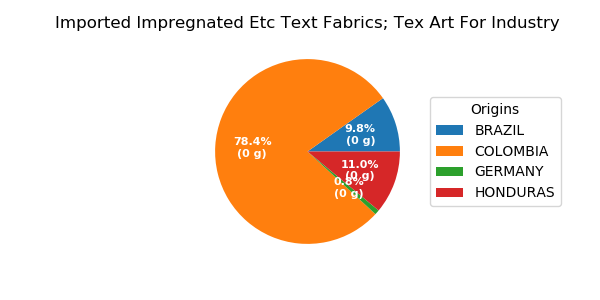 Imported Impregnated Etc Text Fabrics; Tex Art For Industry
9.8%
(0 g)
78.4%
(0 g)
0.8%
(0 g)
11.0%
(0 g)
Origins
BRAZIL
COLOMBIA
GERMANY
HONDURAS